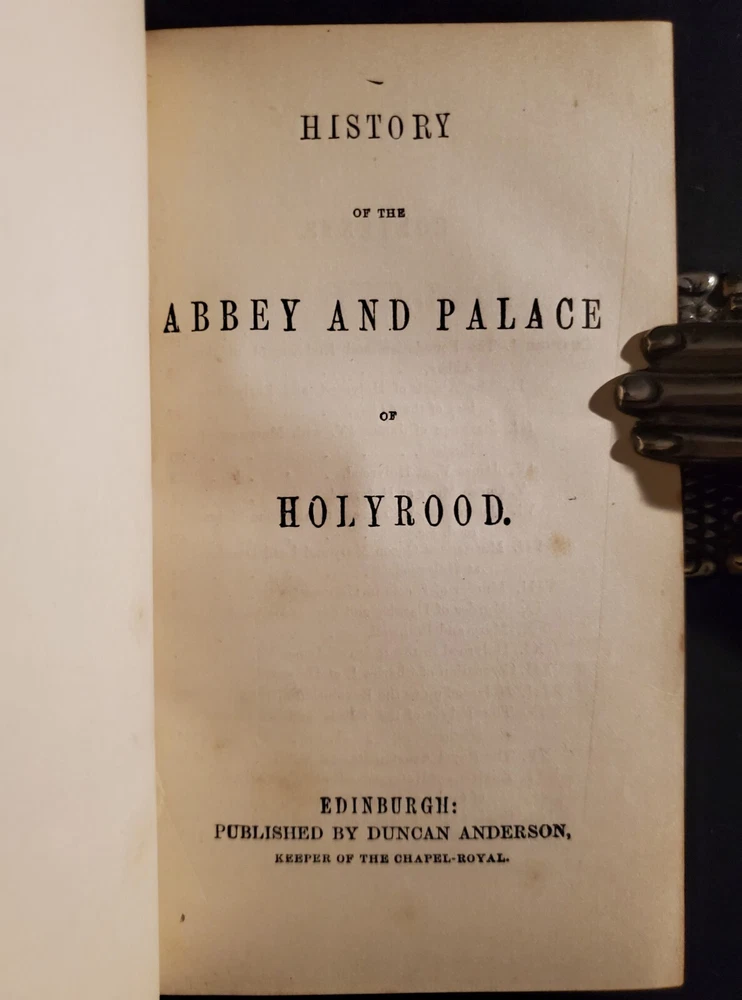 HISTORY
OF THE
ABBEY AND PALACE
OF
HOLYROOD.
EDINBURGH:
PUBLISHED BY DUNCAN ANDERSON,
KEEPER OF THE CHAPEL-ROYAL.